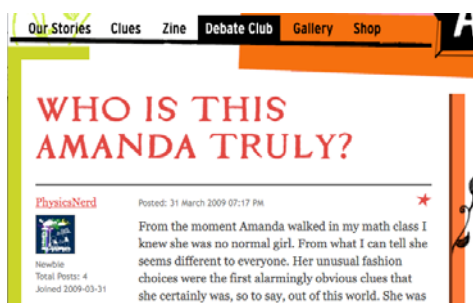 Our Stories Clues Zine Debate Club Gallery Shop
WHO IS THIS
AMANDA TRULY?
PhysicsNerd
Posted: 31 March 2009 07:17 PM
Newbie
Total Posts: 4
Joined 2009-03-31
From the moment Amanda walked in my math class I
knew she was no normal girl. From what I can tell she
seems different to everyone. Her unusual fashion
choices were the first alarmingly obvious clues that
she certainly was, so to say, out of this world. She was